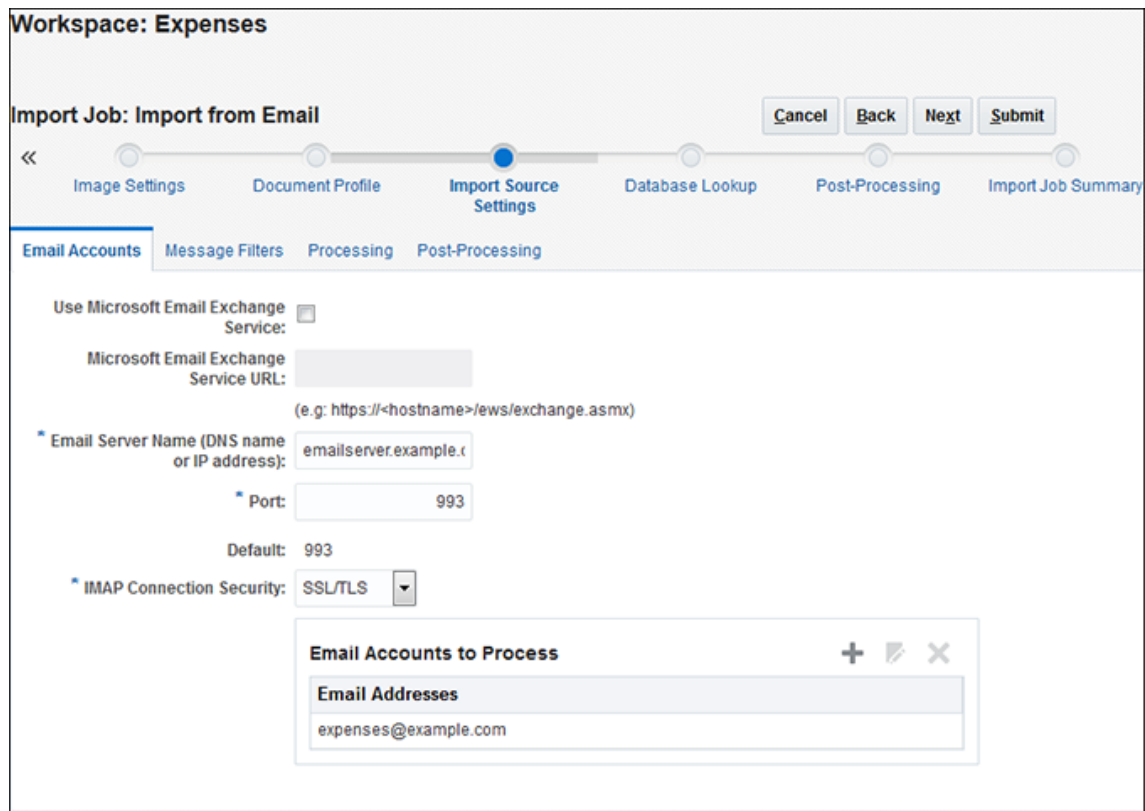 Workspace: Expenses
Import Job: Import from Email
Cancel Back Next Submit
«
Image Settings Document Profile Import Source Database Lookup Post-Processing Import Job Summary
Settings
Email Accounts Message Filters Processing Post-Processing
Use Microsoft Email Exchange
Service:
Microsoft Email Exchange
Service URL:
(e.g: https://<hostname>/ews/exchange.asmx)
* Email Server Name (DNS name
or IP address): emailserver.example.c
* Port: 993
Default: 993
* IMAP Connection Security: SSL/TLS
Email Accounts to Process
Email Addresses
expenses@example.com